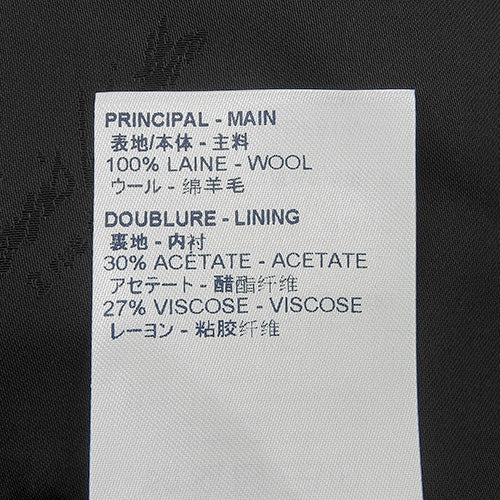 PRINCIPAL - MAIN
表地/本体 - 主料
100% LAINE - WOOL
ウール - 绵羊毛
DOUBLURE - LINING
裏地 - 内衬
30% ACÉTATE - ACETATE
アセテート - 醋酯纤维
27% VISCOSE - VISCOSE
レーヨン - 粘胶纤维